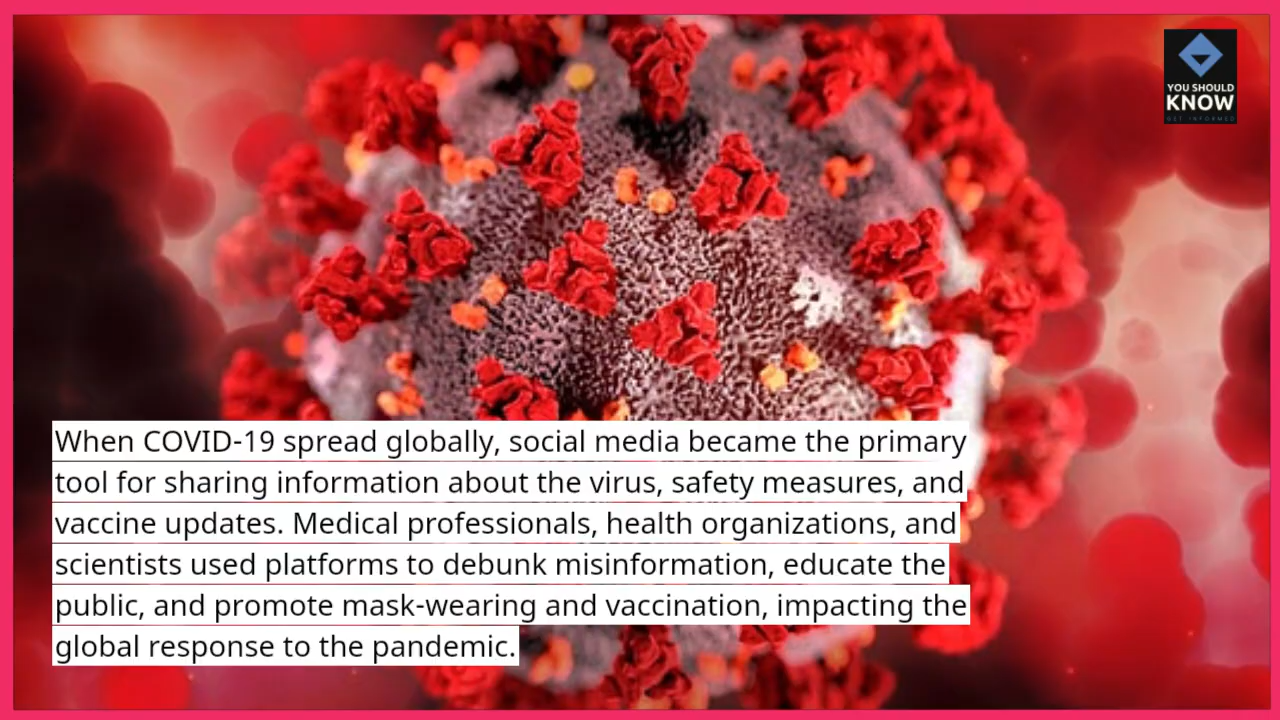 YOU SHOULD
KNOW
GET INFORMED
When COVID-19 spread globally, social media became the primary
tool for sharing information about the virus, safety measures, and
vaccine updates. Medical professionals, health organizations, and
scientists used platforms to debunk misinformation, educate the
public, and promote mask-wearing and vaccination, impacting the
global response to the pandemic.